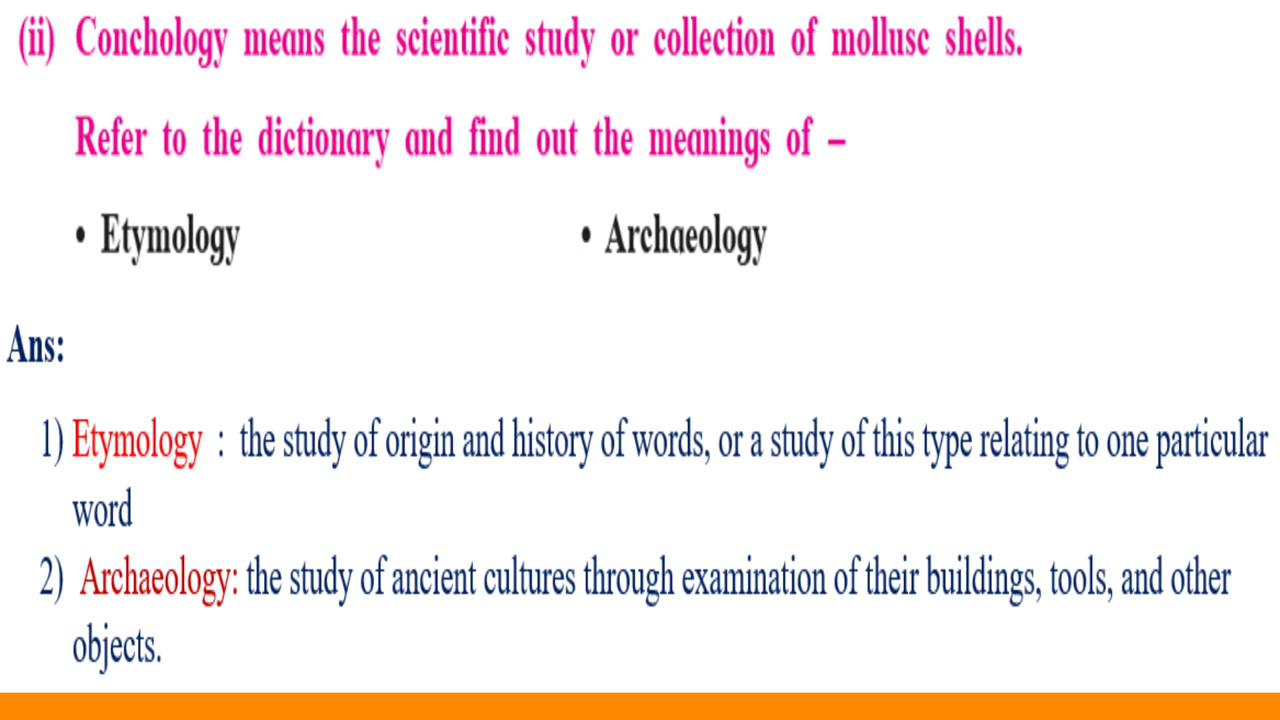 (ii) Conchology means the scientific study or collection of mollusc shells.
Refer to the dictionary and find out the meanings of –
• Etymology • Archaeology
Ans:
1) Etymology : the study of origin and history of words, or a study of this type relating to one particular
word
2) Archaeology: the study of ancient cultures through examination of their buildings, tools, and other
objects.